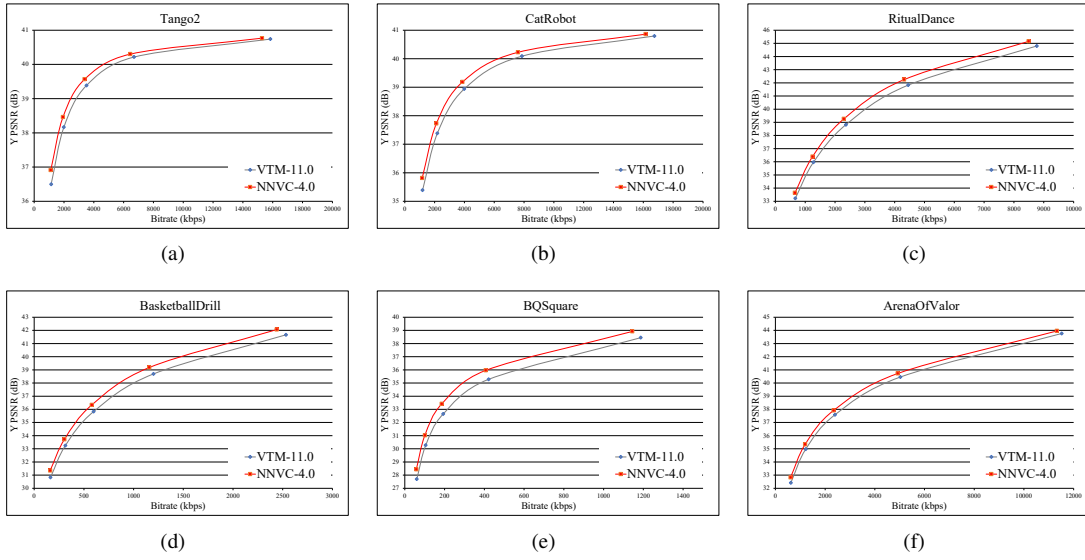 Tango2
Y PSNR (dB)
41
40
39
38
37
36
VTM-11.0
NNVC-4.0
0 2000 4000 6000 8000 10000 12000 14000 16000 18000 20000
Bitrate (kbps)
(a)
CatRobot
Y PSNR (dB)
41
40
39
38
37
36
35
VTM-11.0
NNVC-4.0
0 2000 4000 6000 8000 10000 12000 14000 16000 18000 20000
Bitrate (kbps)
(b)
RitualDance
Y PSNR (dB)
46
45
44
43
42
41
40
39
38
37
36
35
34
33
VTM-11.0
NNVC-4.0
0 1000 2000 3000 4000 5000 6000 7000 8000 9000 10000
Bitrate (kbps)
(c)
BasketballDrill
Y PSNR (dB)
43
42
41
40
39
38
37
36
35
34
33
32
31
30
VTM-11.0
NNVC-4.0
0 500 1000 1500 2000 2500 3000
Bitrate (kbps)
(d)
BQSquare
Y PSNR (dB)
40
39
38
37
36
35
34
33
32
31
30
29
28
27
VTM-11.0
NNVC-4.0
0 200 400 600 800 1000 1200 1400
Bitrate (kbps)
(e)
ArenaOfValor
Y PSNR (dB)
45
44
43
42
41
40
39
38
37
36
35
34
33
32
VTM-11.0
NNVC-4.0
0 2000 4000 6000 8000 10000 12000
Bitrate (kbps)
(f)